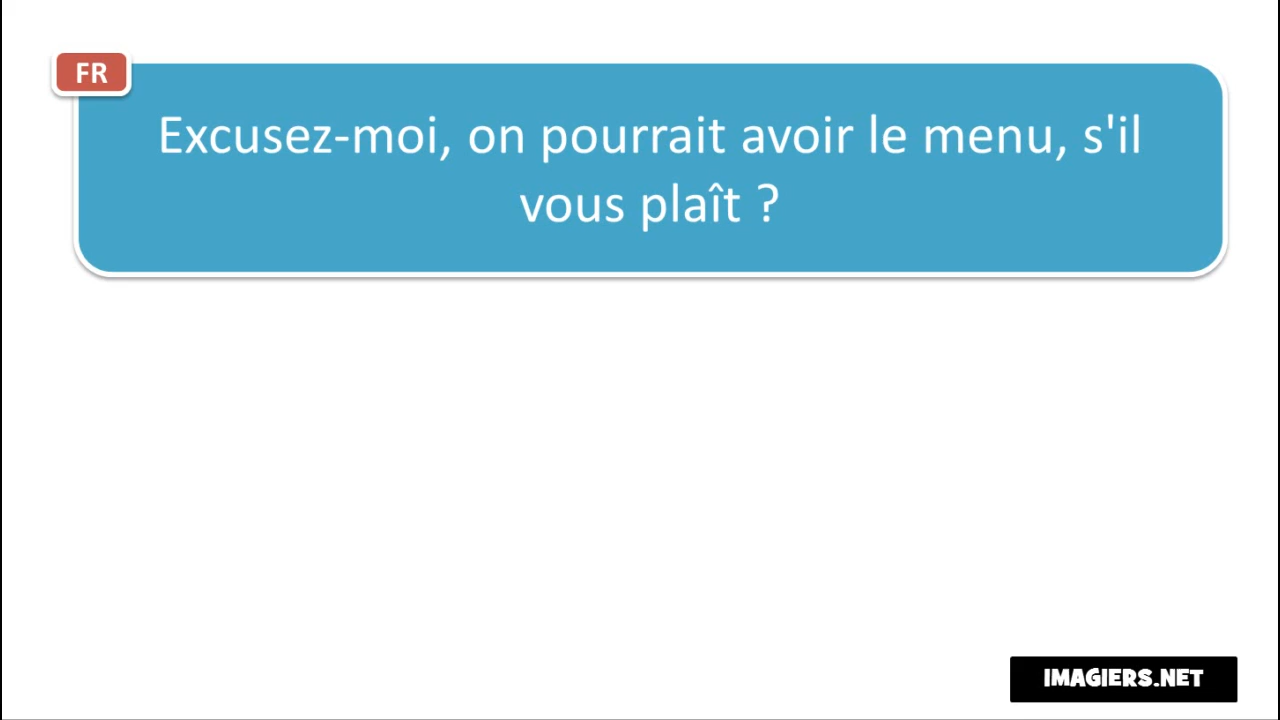 FR
Excusez-moi, on pourrait avoir le menu, s'il
vous plaît ?
IMAGIERS.NET